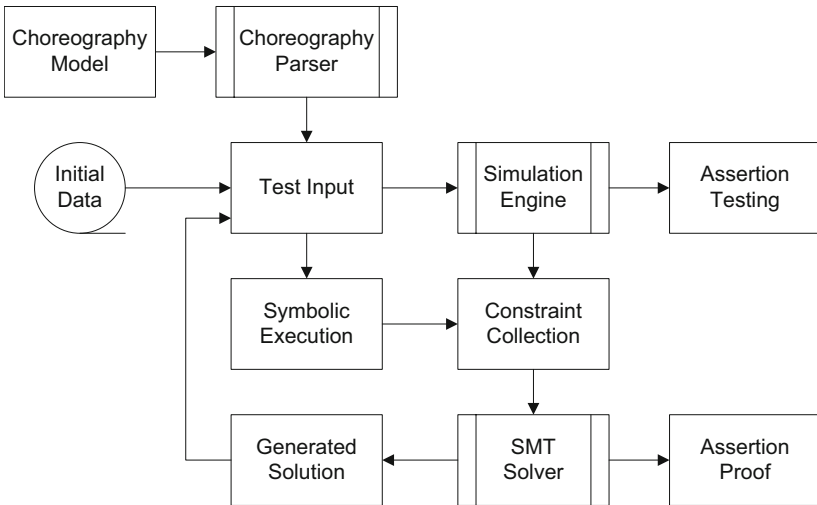 Choreography
Model
Choreography
Parser
Initial
Data
Test Input
Simulation
Engine
Assertion
Testing
Symbolic
Execution
Constraint
Collection
Generated
Solution
SMT
Solver
Assertion
Proof